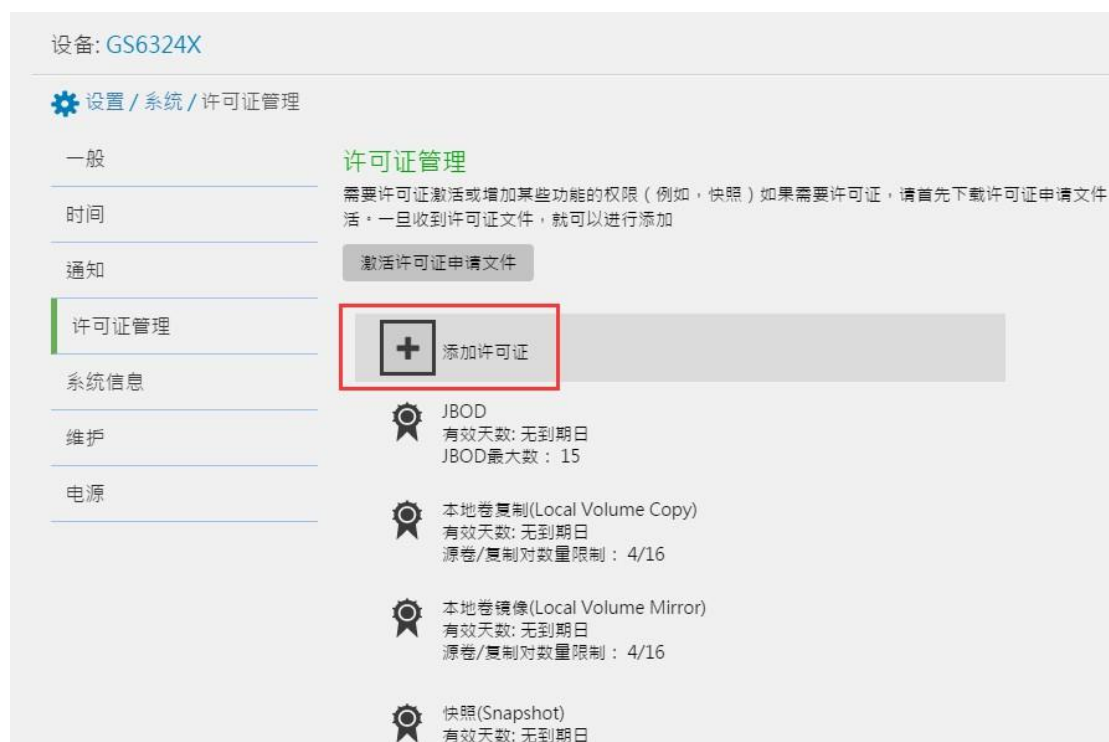 设备: GS6324X
设置 / 系统 / 许可证管理
一般
时间
通知
许可证管理
系统信息
维护
电源
许可证管理
需要许可证激活或增加某些功能的权限（例如，快照）如果需要许可证，请首先下载许可证申请文件
活。一旦收到许可证文件，就可以进行添加
激活许可证申请文件
添加许可证
JBOD
有效天数: 无到期日
JBOD最大数： 15
本地卷复制(Local Volume Copy)
有效天数: 无到期日
源卷/复制对数量限制： 4/16
本地卷镜像(Local Volume Mirror)
有效天数: 无到期日
源卷/复制对数量限制： 4/16
快照(Snapshot)
有效天数: 无到期日